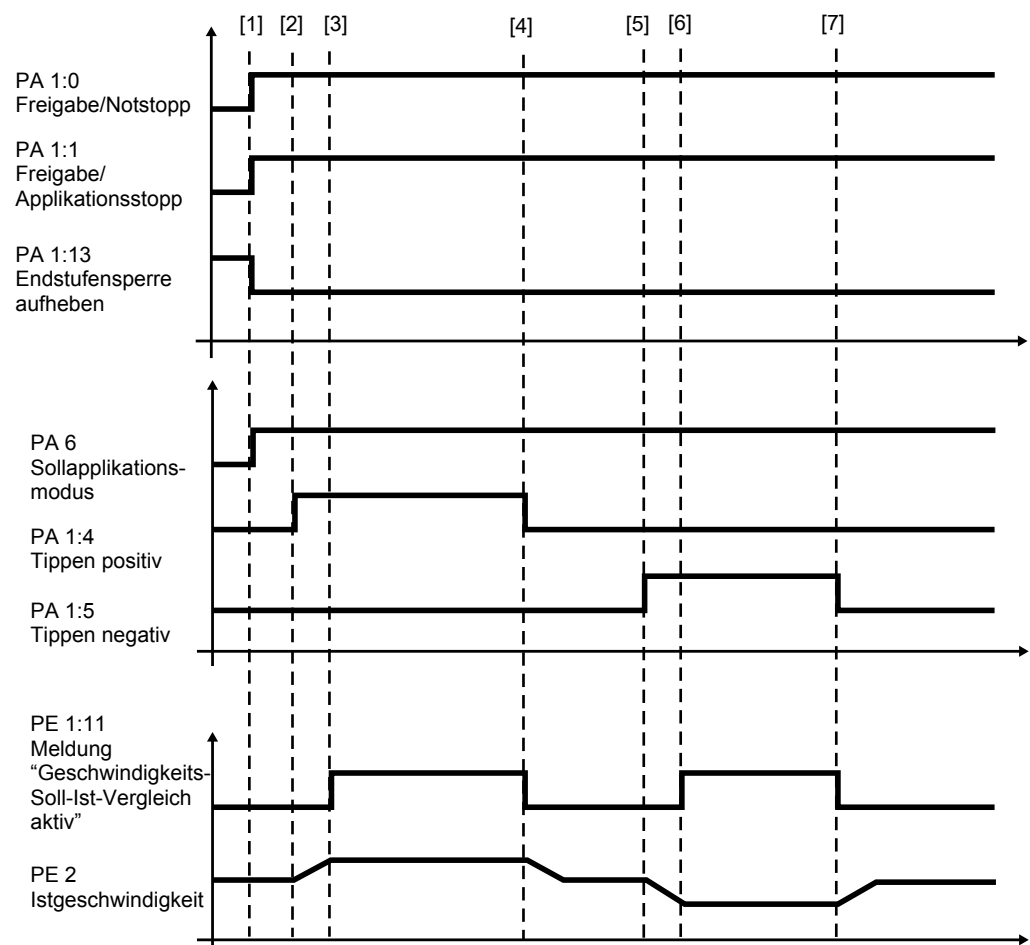 [1] [2] [3] [4] [5] [6] [7]
PA 1:0
Freigabe/Notstopp
PA 1:1
Freigabe/
Applikationsstopp
PA 1:13
Endstufensperre
aufheben
PA 6
Sollapplikations-
modus
PA 1:4
Tippen positiv
PA 1:5
Tippen negativ
PE 1:11
Meldung
“Geschwindigkeits-
Soll-Ist-Vergleich
aktiv”
PE 2
Istgeschwindigkeit